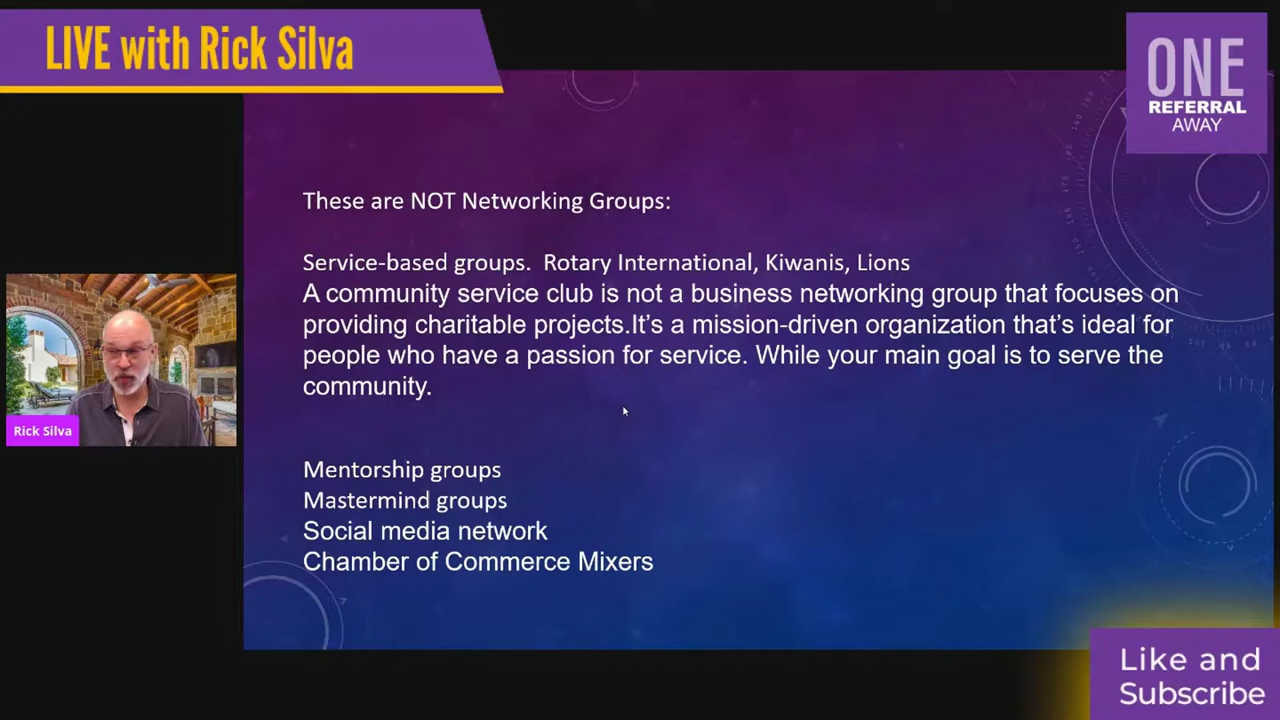 LIVE with Rick Silva
ONE
REFERRAL
AWAY
These are NOT Networking Groups:
Service-based groups.  Rotary International, Kiwanis, Lions
A community service club is not a business networking group that focuses on
providing charitable projects.It's a mission-driven organization that's ideal for
people who have a passion for service. While your main goal is to serve the
community.
Rick Silva
Mentorship groups
Mastermind groups
Social media network
Chamber of Commerce Mixers
Like and
Subscribe